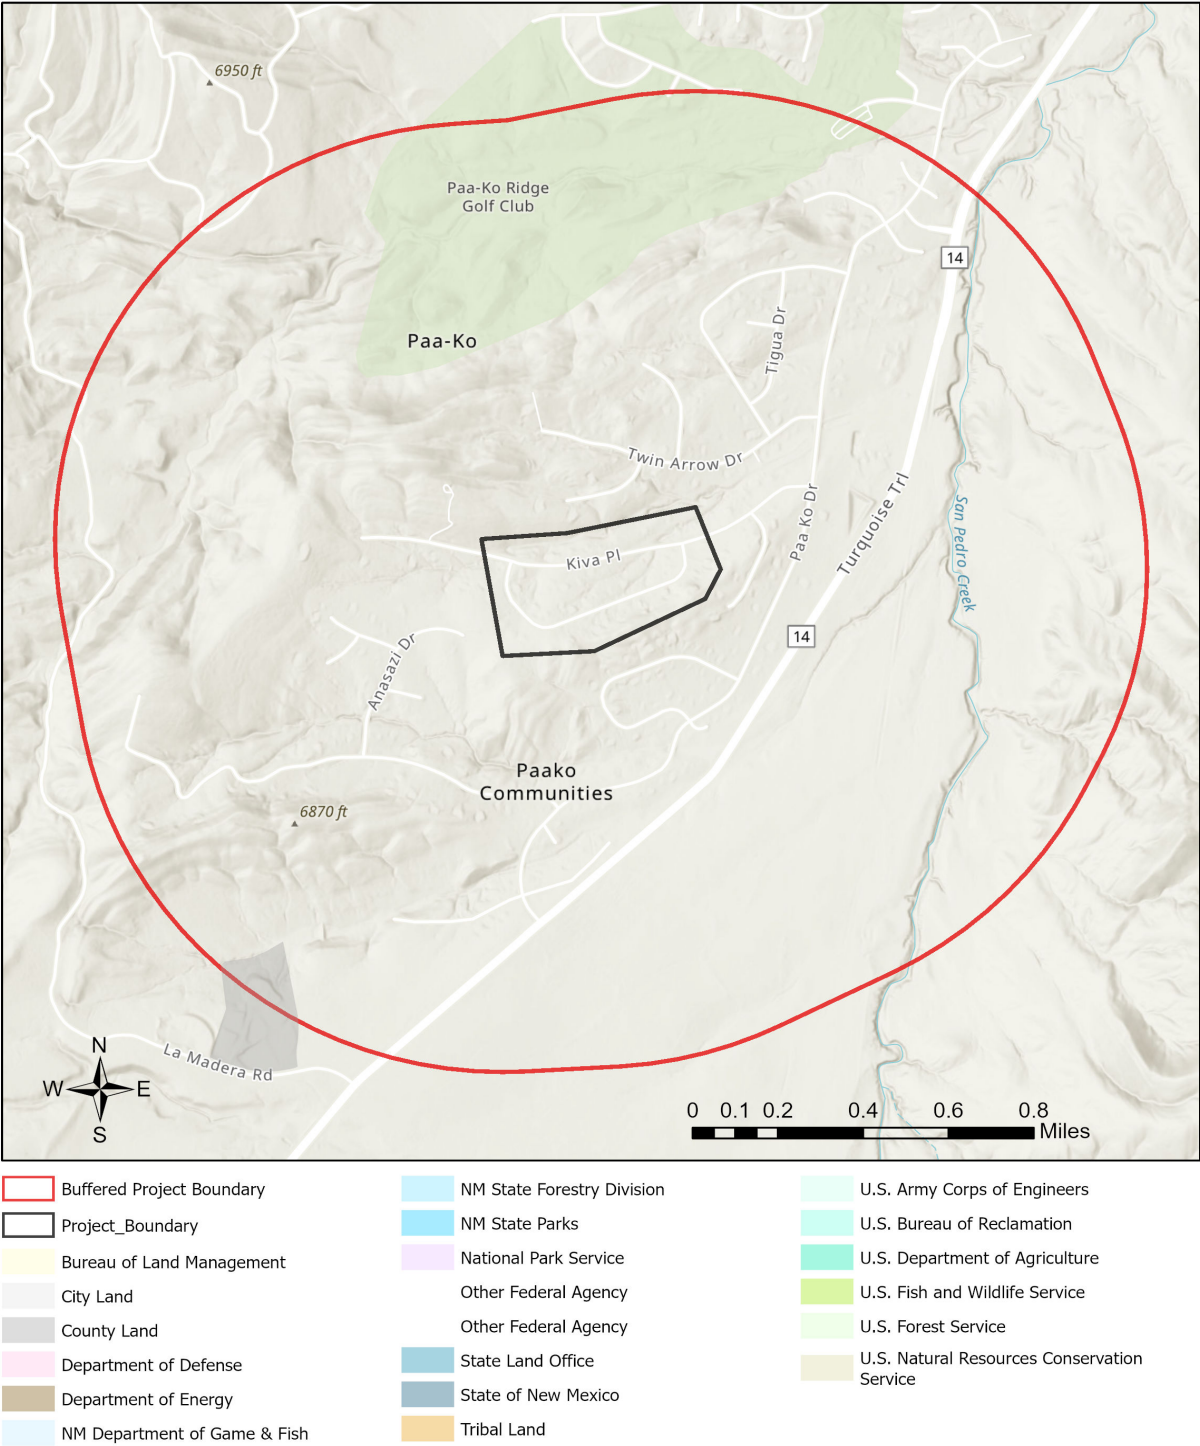 6950 ft
Paa-Ko Ridge
Golf Club
14
Paa-Ko
Tigua Dr
Twin Arrow Dr
Paa Ko Dr
Turquoise Trl
San Pedro Creek
Kiva Pl
14
Anasazi Dr
Paako
Communities
6870 ft
La Madera Rd
N
W E
S
0 0.1 0.2 0.4 0.6 0.8
Miles
Buffered Project Boundary
Project_Boundary
Bureau of Land Management
City Land
County Land
Department of Defense
Department of Energy
NM Department of Game & Fish
NM State Forestry Division
NM State Parks
National Park Service
Other Federal Agency
Other Federal Agency
State Land Office
State of New Mexico
Tribal Land
U.S. Army Corps of Engineers
U.S. Bureau of Reclamation
U.S. Department of Agriculture
U.S. Fish and Wildlife Service
U.S. Forest Service
U.S. Natural Resources Conservation
Service